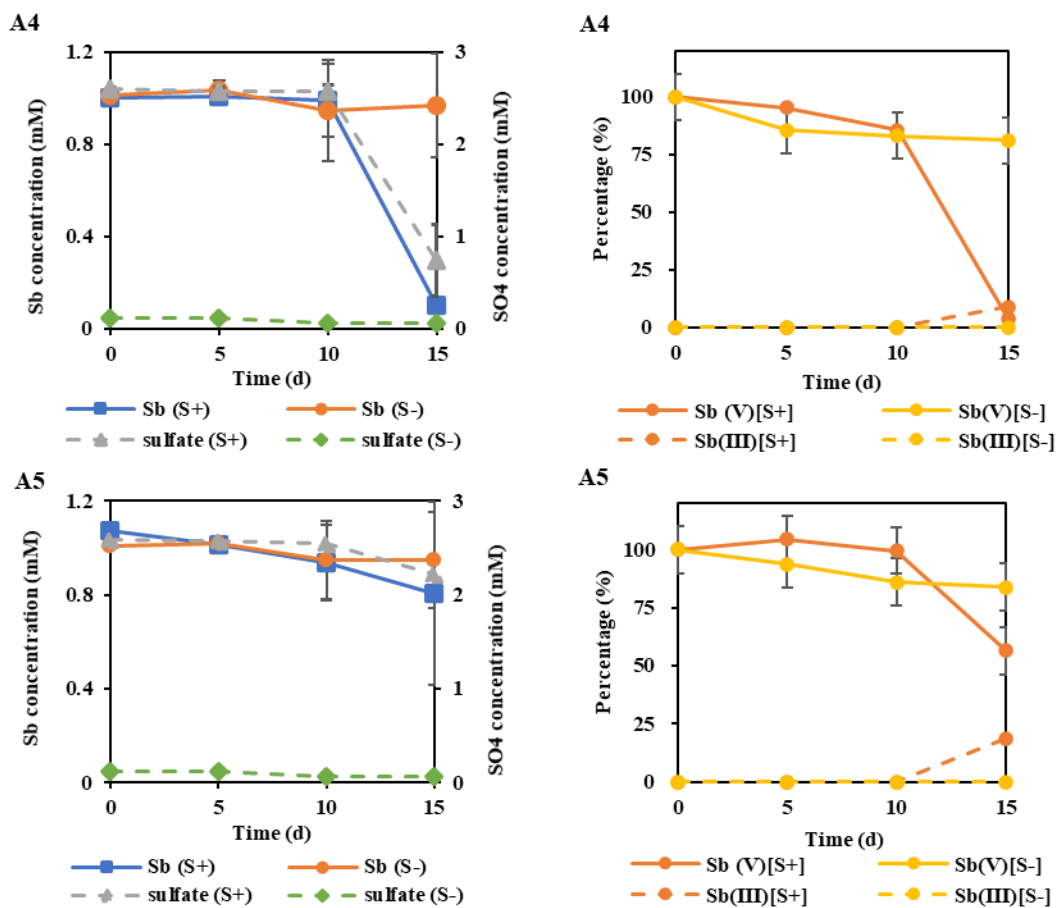 A4
1.2
0.8
0.4
0
3
2
1
0
0 5 10 15
Sb concentration (mM)
SO4 concentration (mM)
Time (d)
Sb (S+) Sb (S-)
sulfate (S+) sulfate (S-)
A4
100
75
50
25
0
0 5 10 15
Percentage (%)
Time (d)
Sb (V)[S+] Sb(V)[S-]
Sb(III)[S+] Sb(III)[S-]
A5
1.2
0.8
0.4
0
3
2
1
0
0 5 10 15
Sb concentration (mM)
SO4 concentration (mM)
Time (d)
Sb (S+) Sb (S-)
sulfate (S+) sulfate (S-)
A5
100
75
50
25
0
0 5 10 15
Percentage (%)
Time (d)
Sb (V)[S+] Sb(V)[S-]
Sb(III)[S+] Sb(III)[S-]